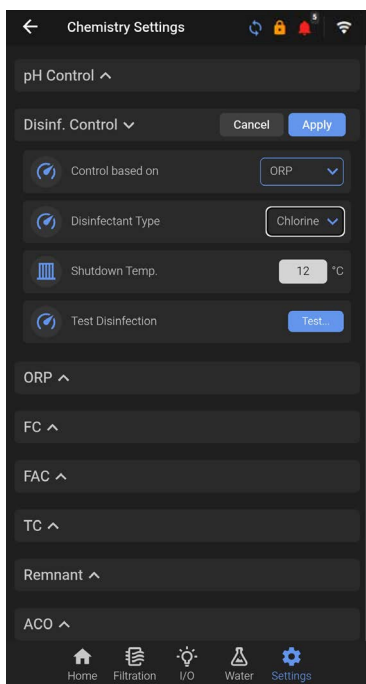 Chemistry Settings
5
pH Control
Disinf. Control Cancel Apply
Control based on ORP
Disinfectant Type Chlorine
Shutdown Temp. 12 °C
Test Disinfection Test...
ORP
FC
FAC
TC
Remnant
ACO
Home Filtration I/O Water Settings